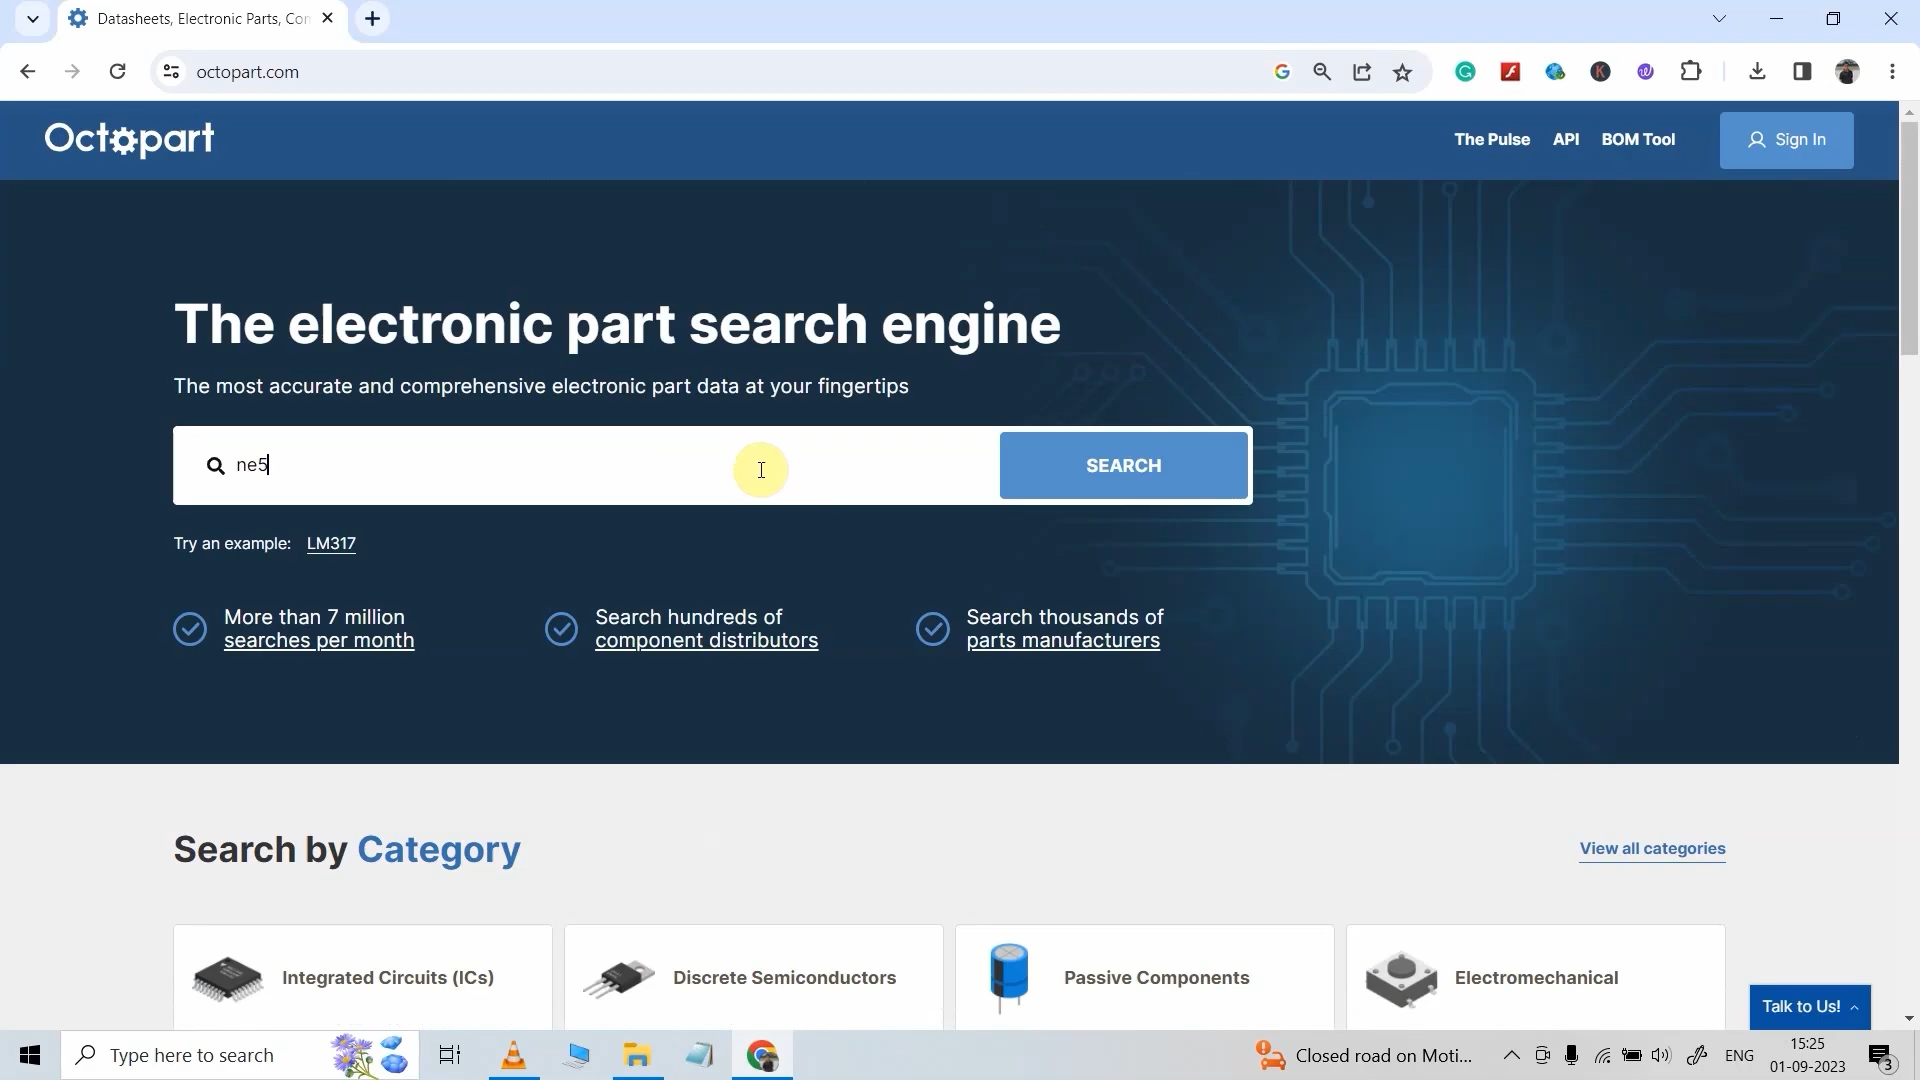 Datasheets, Electronic Parts, Con
octopart.com
Octopart
The Pulse
API
BOM Tool
Sign In
The electronic part search engine
The most accurate and comprehensive electronic part data at your fingertips
ne5
SEARCH
Try an example: LM317
More than 7 million
searches per month
Search hundreds of
component distributors
Search thousands of
parts manufacturers
Search by Category
View all categories
Integrated Circuits (ICs)
Discrete Semiconductors
Passive Components
Electromechanical
Talk to Us!
Type here to search
Closed road on Moti...
ENG
15:25
01-09-2023
3